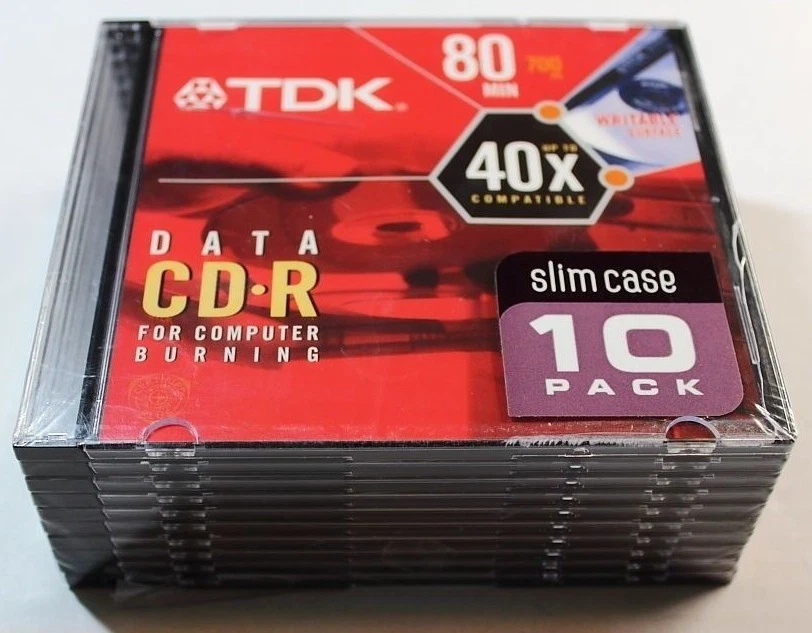 TDK
80
MIN
700
WRITABLE
SURFACE
UP TO
40X
COMPATIBLE
DATA
CD·R
FOR COMPUTER
BURNING
slim case
10
PACK